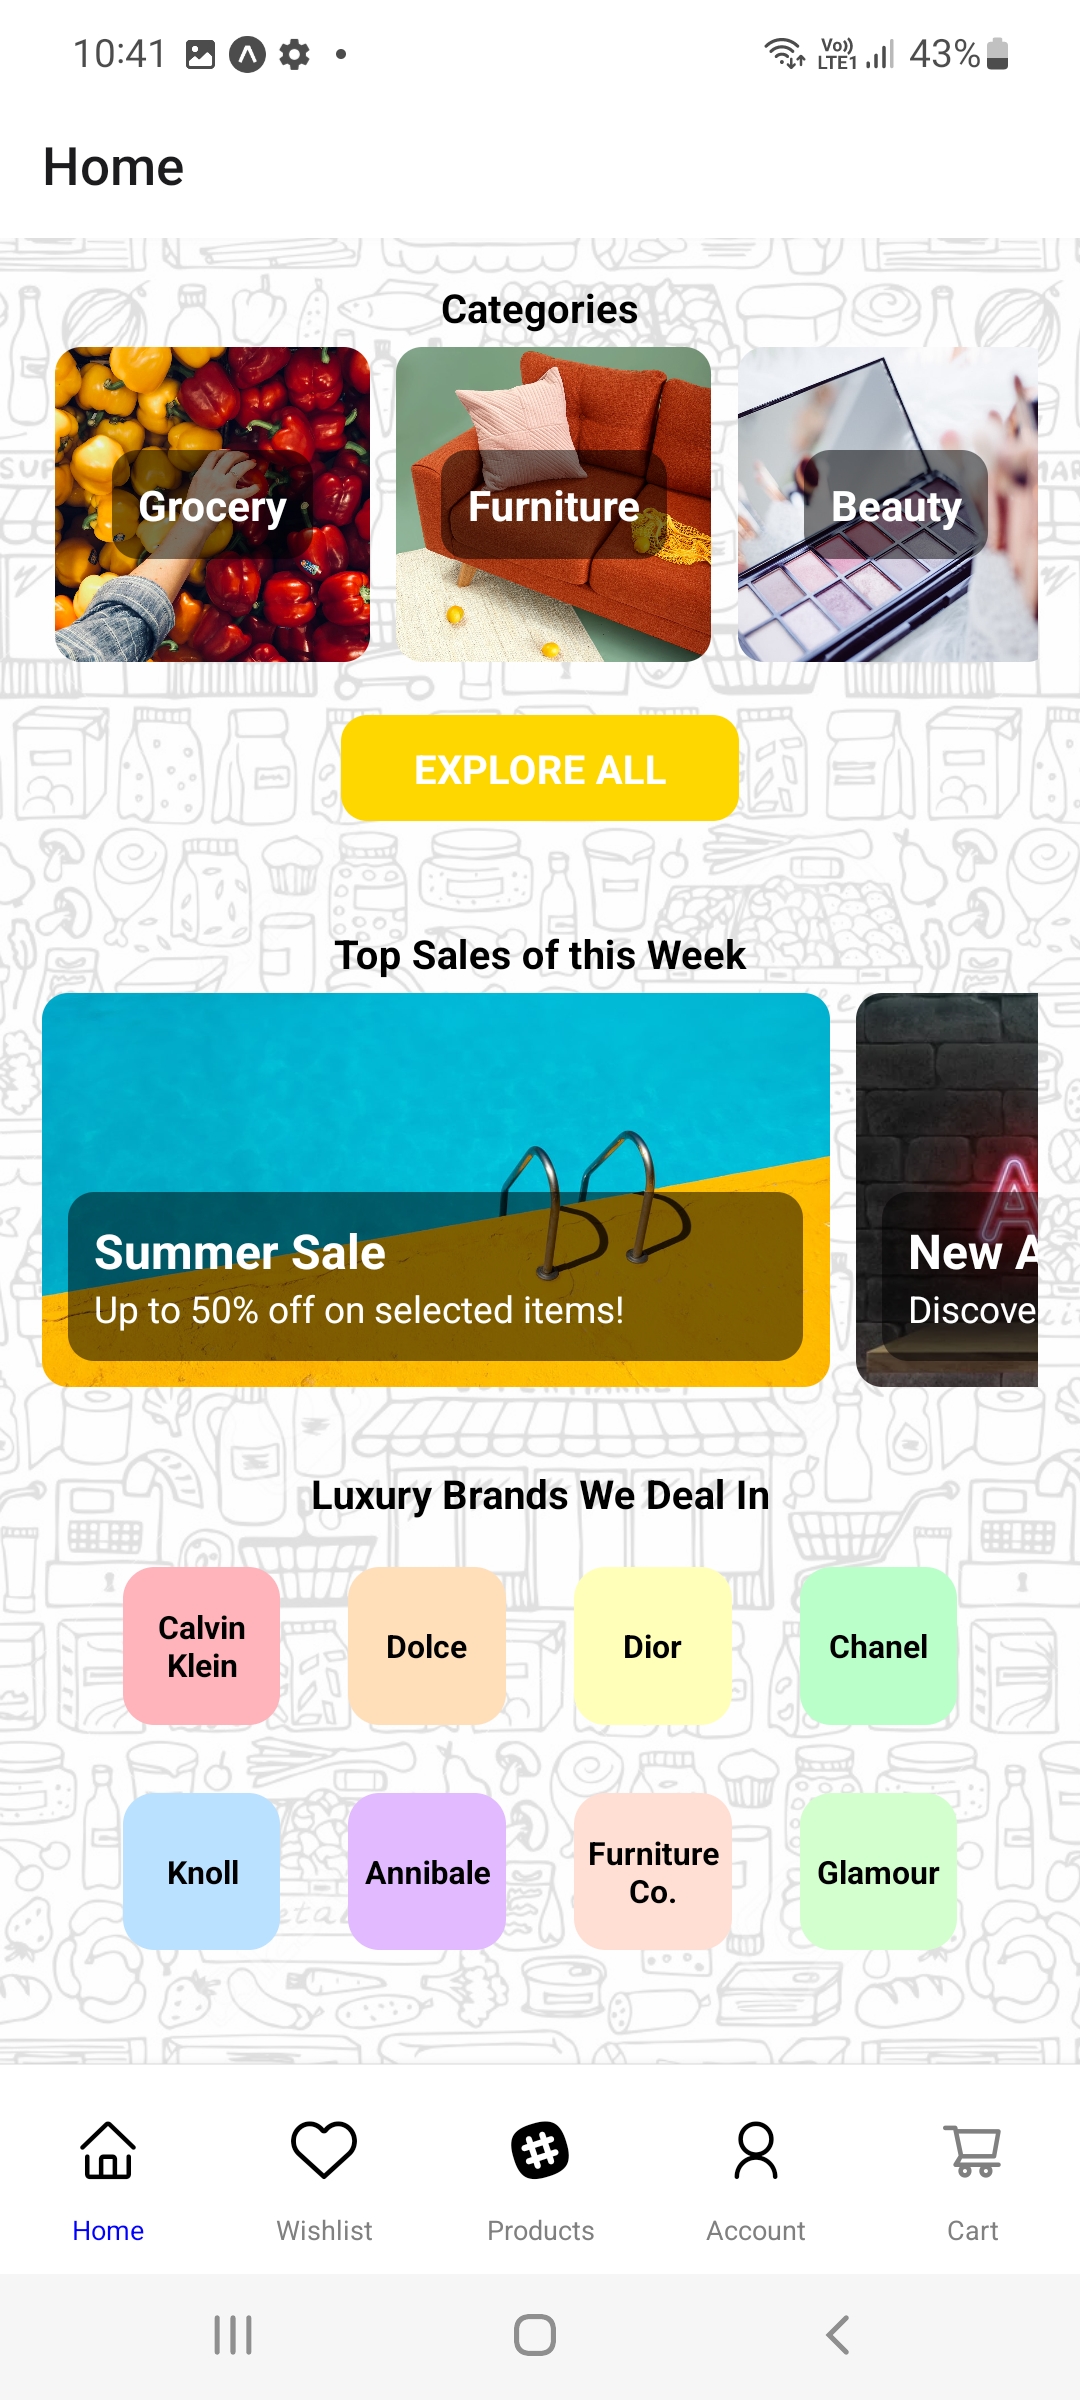 10:41
Vo))
LTE1
43%
Home
Categories
Grocery
Furniture
Beauty
EXPLORE ALL
Top Sales of this Week
Summer Sale
Up to 50% off on selected items!
New A
Discove
Luxury Brands We Deal In
Calvin
Klein
Dolce
Dior
Chanel
Knoll
Annibale
Furniture
Co.
Glamour
Home
Wishlist
Products
Account
Cart